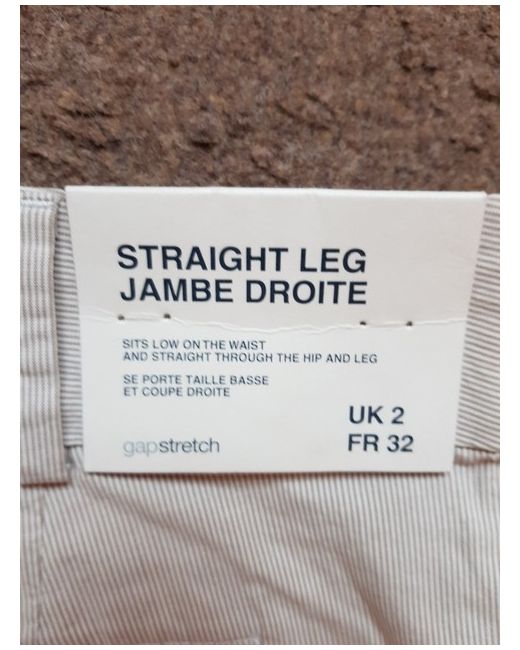 STRAIGHT LEG
JAMBE DROITE
SITS LOW ON THE WAIST
AND STRAIGHT THROUGH THE HIP AND LEG
SE PORTE TAILLE BASSE
ET COUPE DROITE
UK 2
gapstretch FR 32